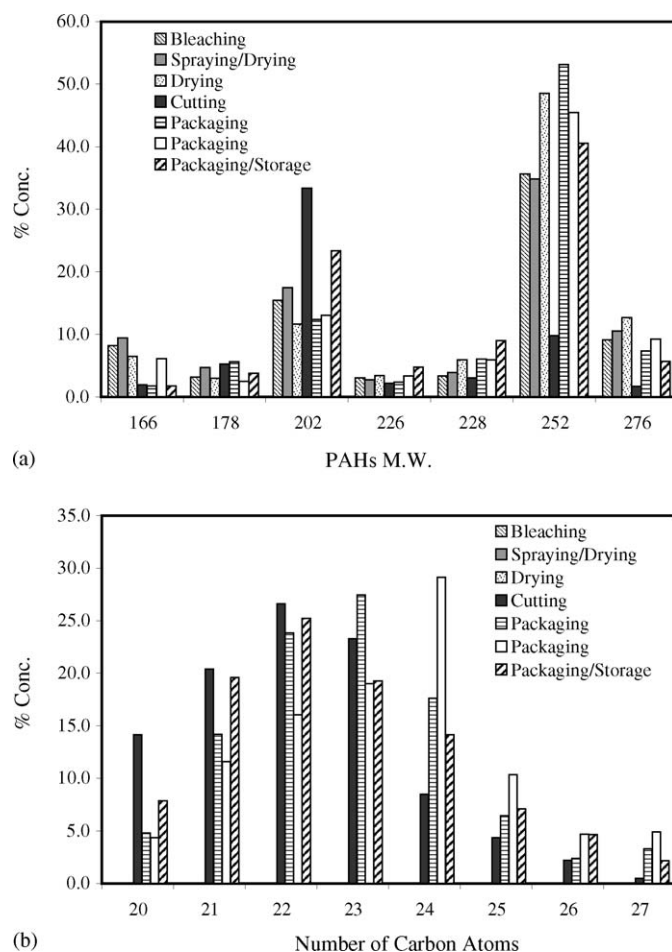 60.0
50.0
40.0
30.0
20.0
10.0
0.0
% Conc.
Bleaching
Spraying/Drying
Drying
Cutting
Packaging
Packaging
Packaging/Storage
166 178 202 226 228 252 276
(a) PAHs M.W.
35.0
30.0
25.0
20.0
15.0
10.0
5.0
0.0
% Conc.
Bleaching
Spraying/Drying
Drying
Cutting
Packaging
Packaging
Packaging/Storage
20 21 22 23 24 25 26 27
(b) Number of Carbon Atoms